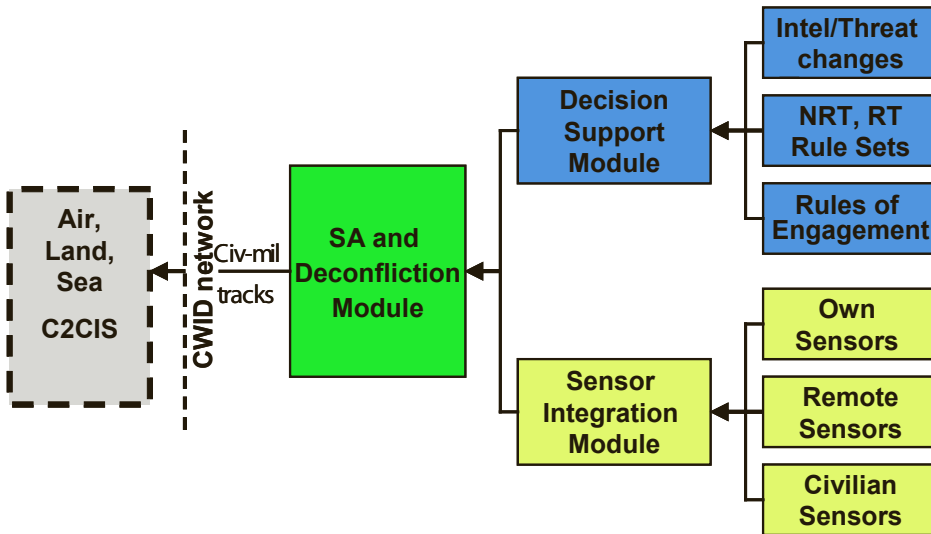 Air,
Land,
Sea
C2CIS
CWID network
Civ-mil
tracks
SA and
Deconfliction
Module
Decision
Support
Module
Sensor
Integration
Module
Intel/Threat
changes
NRT, RT
Rule Sets
Rules of
Engagement
Own
Sensors
Remote
Sensors
Civilian
Sensors